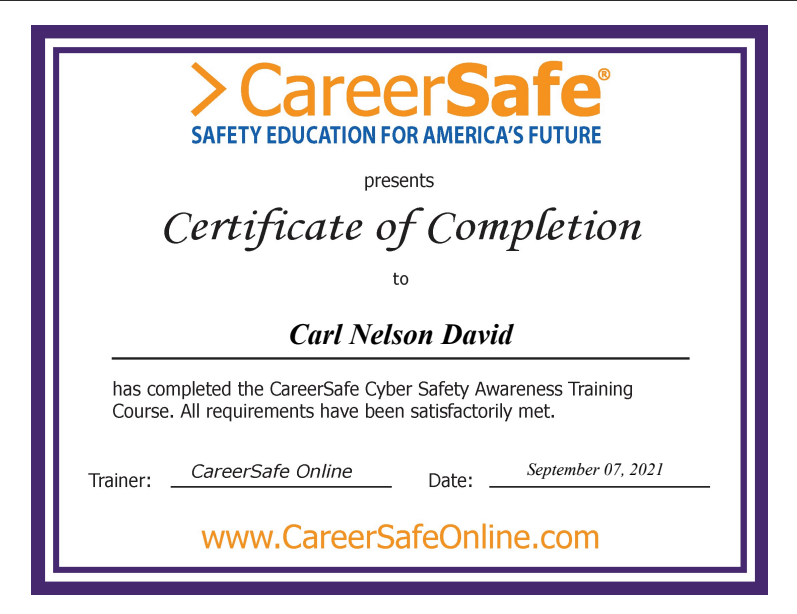 > CareerSafe®
SAFETY EDUCATION FOR AMERICA'S FUTURE
presents
Certificate of Completion
to
Carl Nelson David
has completed the CareerSafe Cyber Safety Awareness Training
Course. All requirements have been satisfactorily met.
Trainer: CareerSafe Online Date: September 07, 2021
www.CareerSafeOnline.com